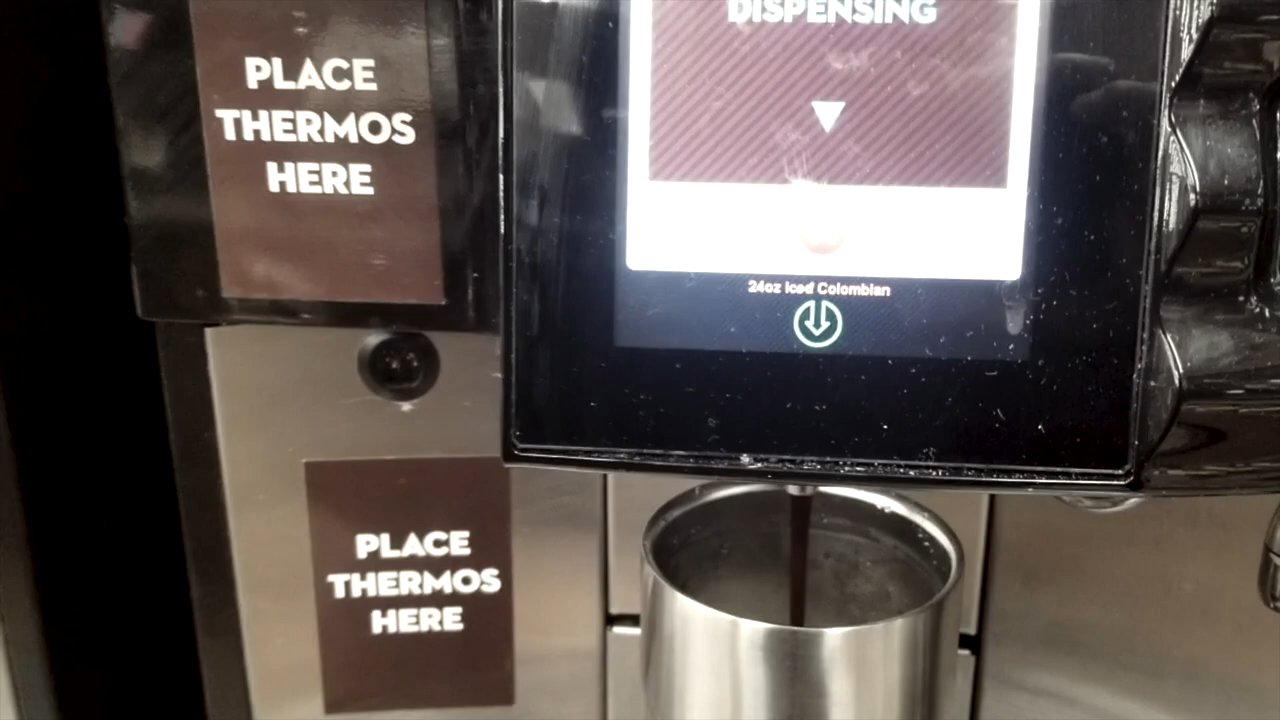 PLACE
THERMOS
HERE
DISPENSING
24oz Iced Colombian
PLACE
THERMOS
HERE